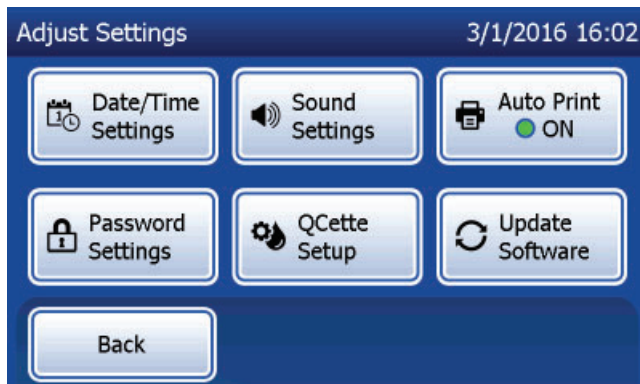 Adjust Settings 3/1/2016 16:02
Date/Time
Settings
Sound
Settings
Auto Print
ON
Password
Settings
QCette
Setup
Update
Software
Back